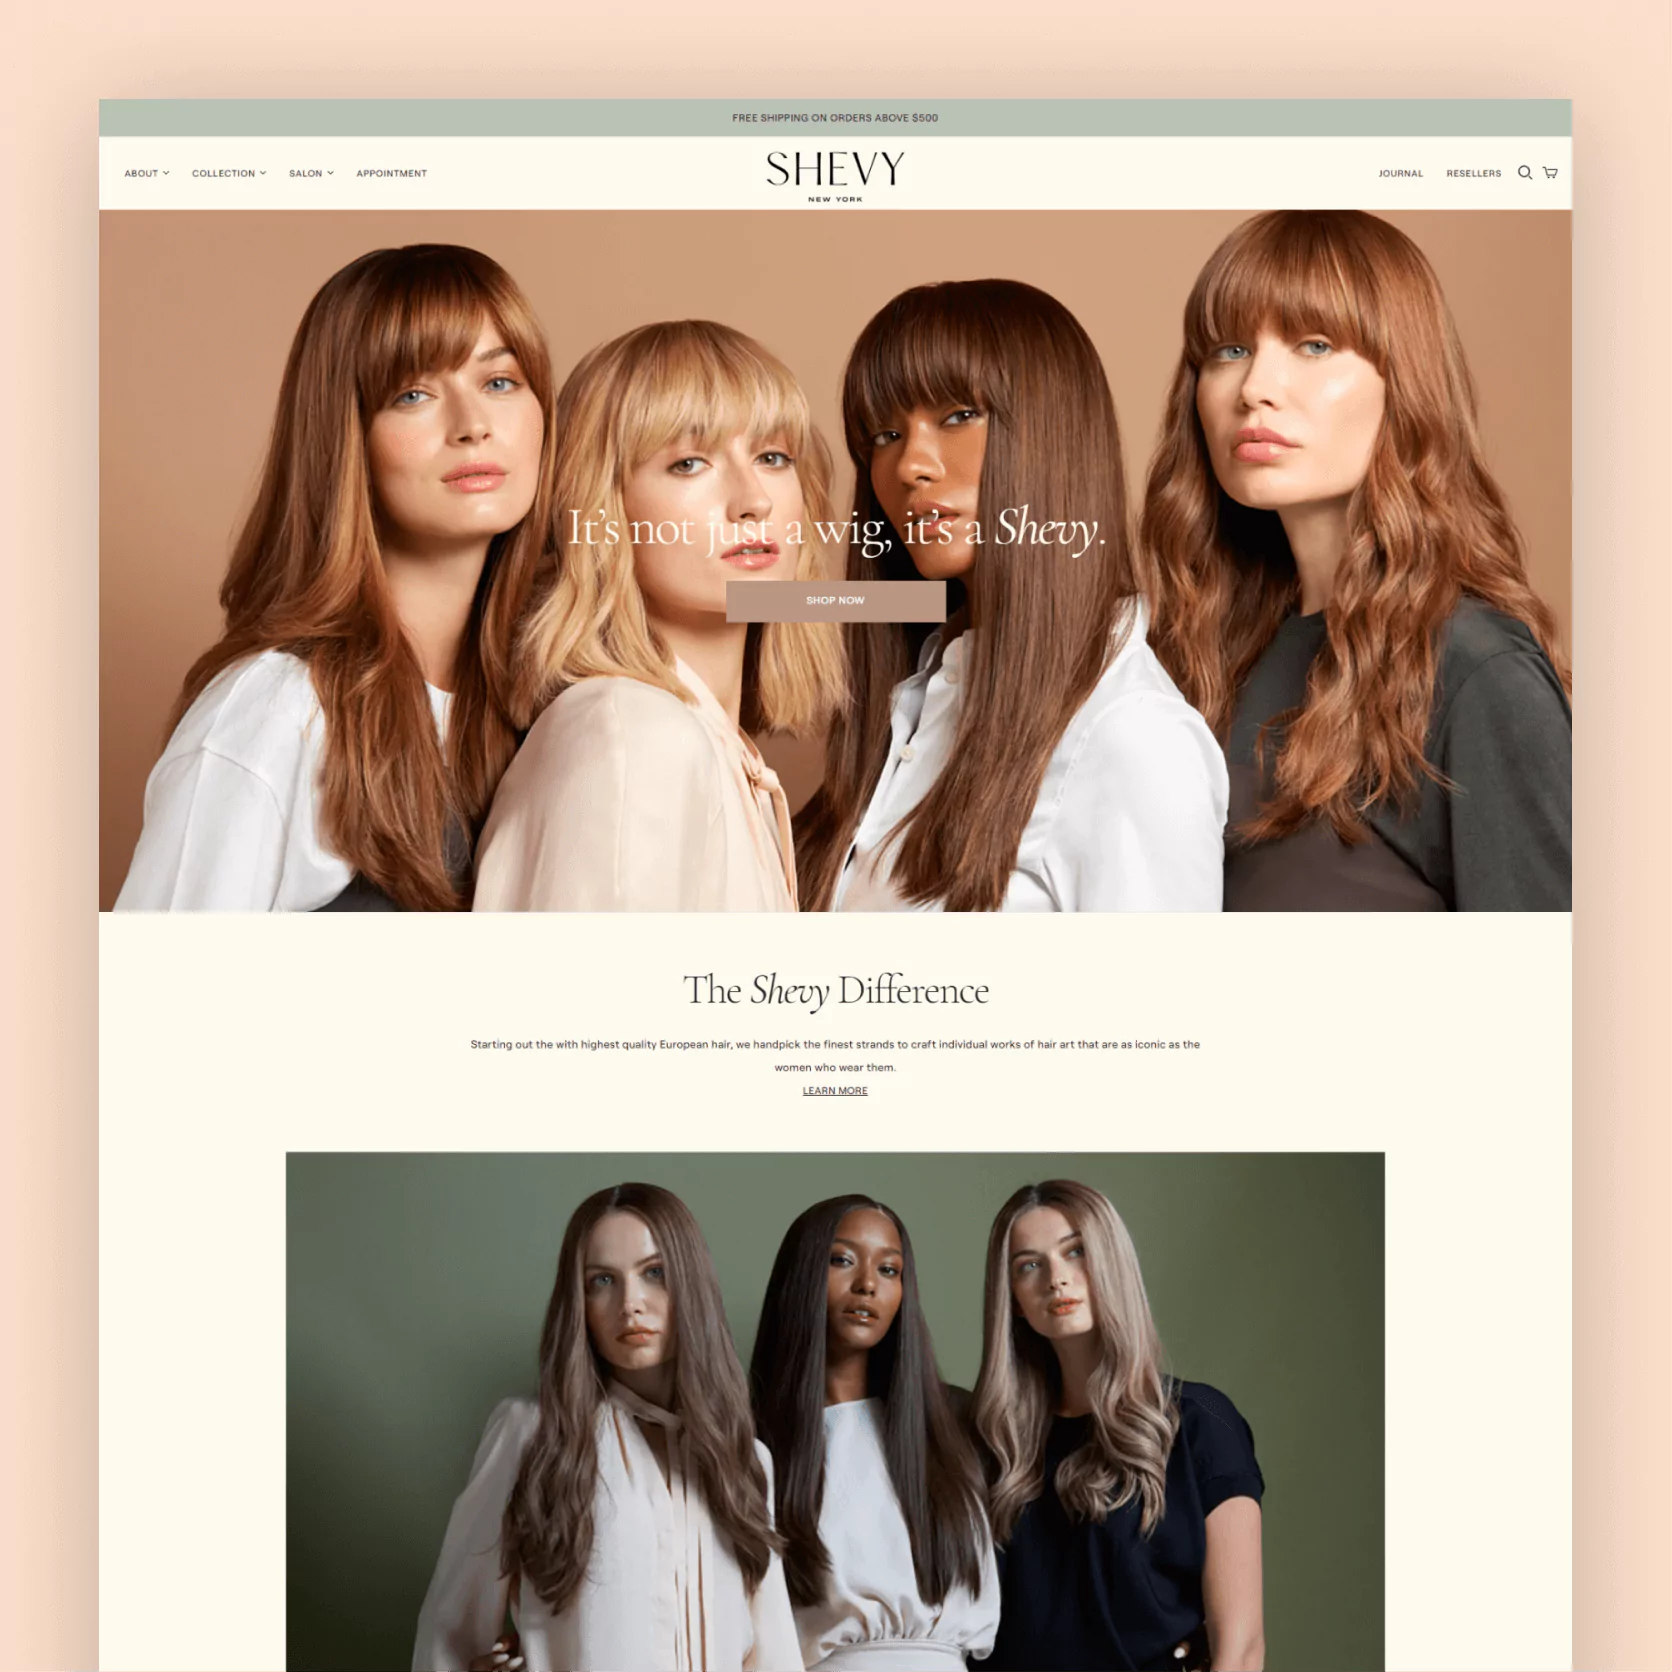 FREE SHIPPING ON ORDERS ABOVE $500
ABOUT
COLLECTION
SALON
APPOINTMENT
SHEVY
NEW YORK
JOURNAL
RESELLERS
It's not just a wig, it's a Shevy.
SHOP NOW
The Shevy Difference
Starting out the with highest quality European hair, we handpick the finest strands to craft individual works of hair art that are as iconic as the
women who wear them.
LEARN MORE